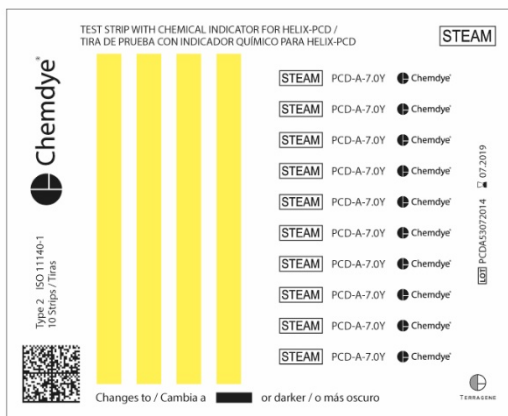 TEST STRIP WITH CHEMICAL INDICATOR FOR HELIX-PCD /
TIRA DE PRUEBA CON INDICADOR QUÍMICO PARA HELIX-PCD
STEAM
Chemdye®
Type 2 ISO 11140-1
10 Strips / Tiras
STEAM PCD-A-7.0Y Chemdye®
STEAM PCD-A-7.0Y Chemdye®
STEAM PCD-A-7.0Y Chemdye®
STEAM PCD-A-7.0Y Chemdye®
STEAM PCD-A-7.0Y Chemdye®
STEAM PCD-A-7.0Y Chemdye®
STEAM PCD-A-7.0Y Chemdye®
STEAM PCD-A-7.0Y Chemdye®
STEAM PCD-A-7.0Y Chemdye®
STEAM PCD-A-7.0Y Chemdye®
LOT PCDA53072014 07.2019
Changes to / Cambia a or darker / o más oscuro
TERRAGENE